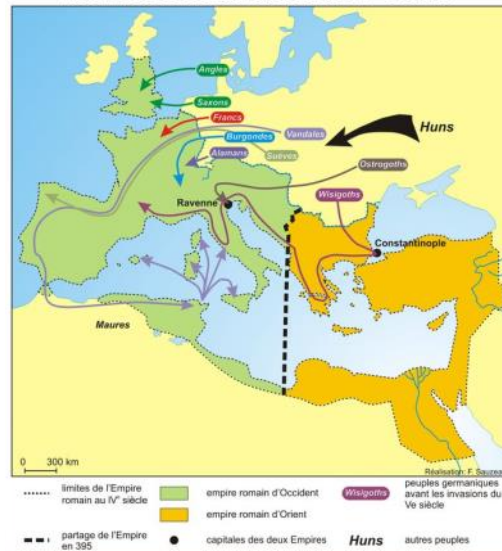 Angles
Saxons
Francs
Burgondes
Vandales
Huns
Alamans
Suèves
Ostrogoths
Wisigoths
Ravenne
Constantinople
Maures
0 300 km
Réalisation: F. Sauzea
limites de l'Empire
romain au IVᵉ siècle
empire romain d'Occident
Wisigoths
peuples germaniques
avant les invasions du
Ve siècle
empire romain d'Orient
partage de l'Empire
en 395
capitales des deux Empires
Huns
autres peuples